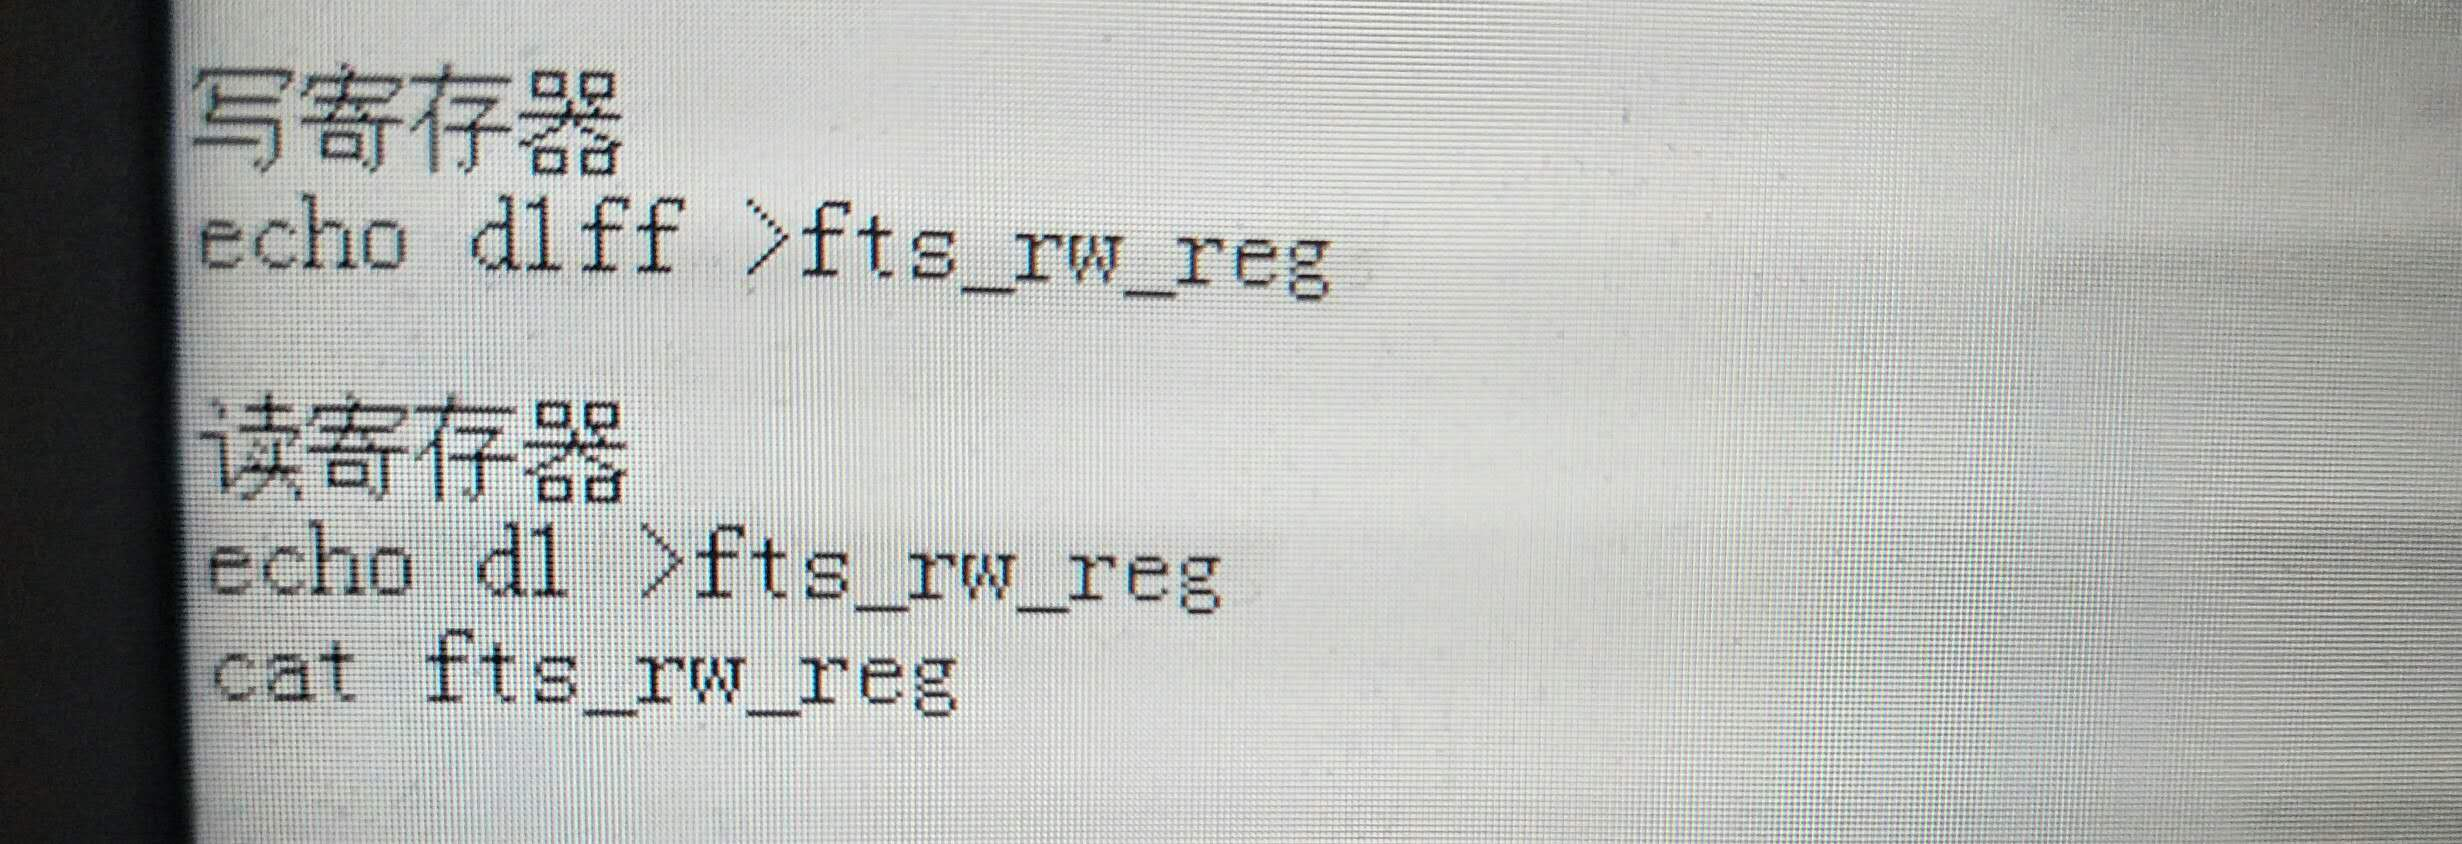 写寄存器
echo d1ff >fts_rw_reg
读寄存器
echo d1 >fts_rw_reg
cat fts_rw_reg